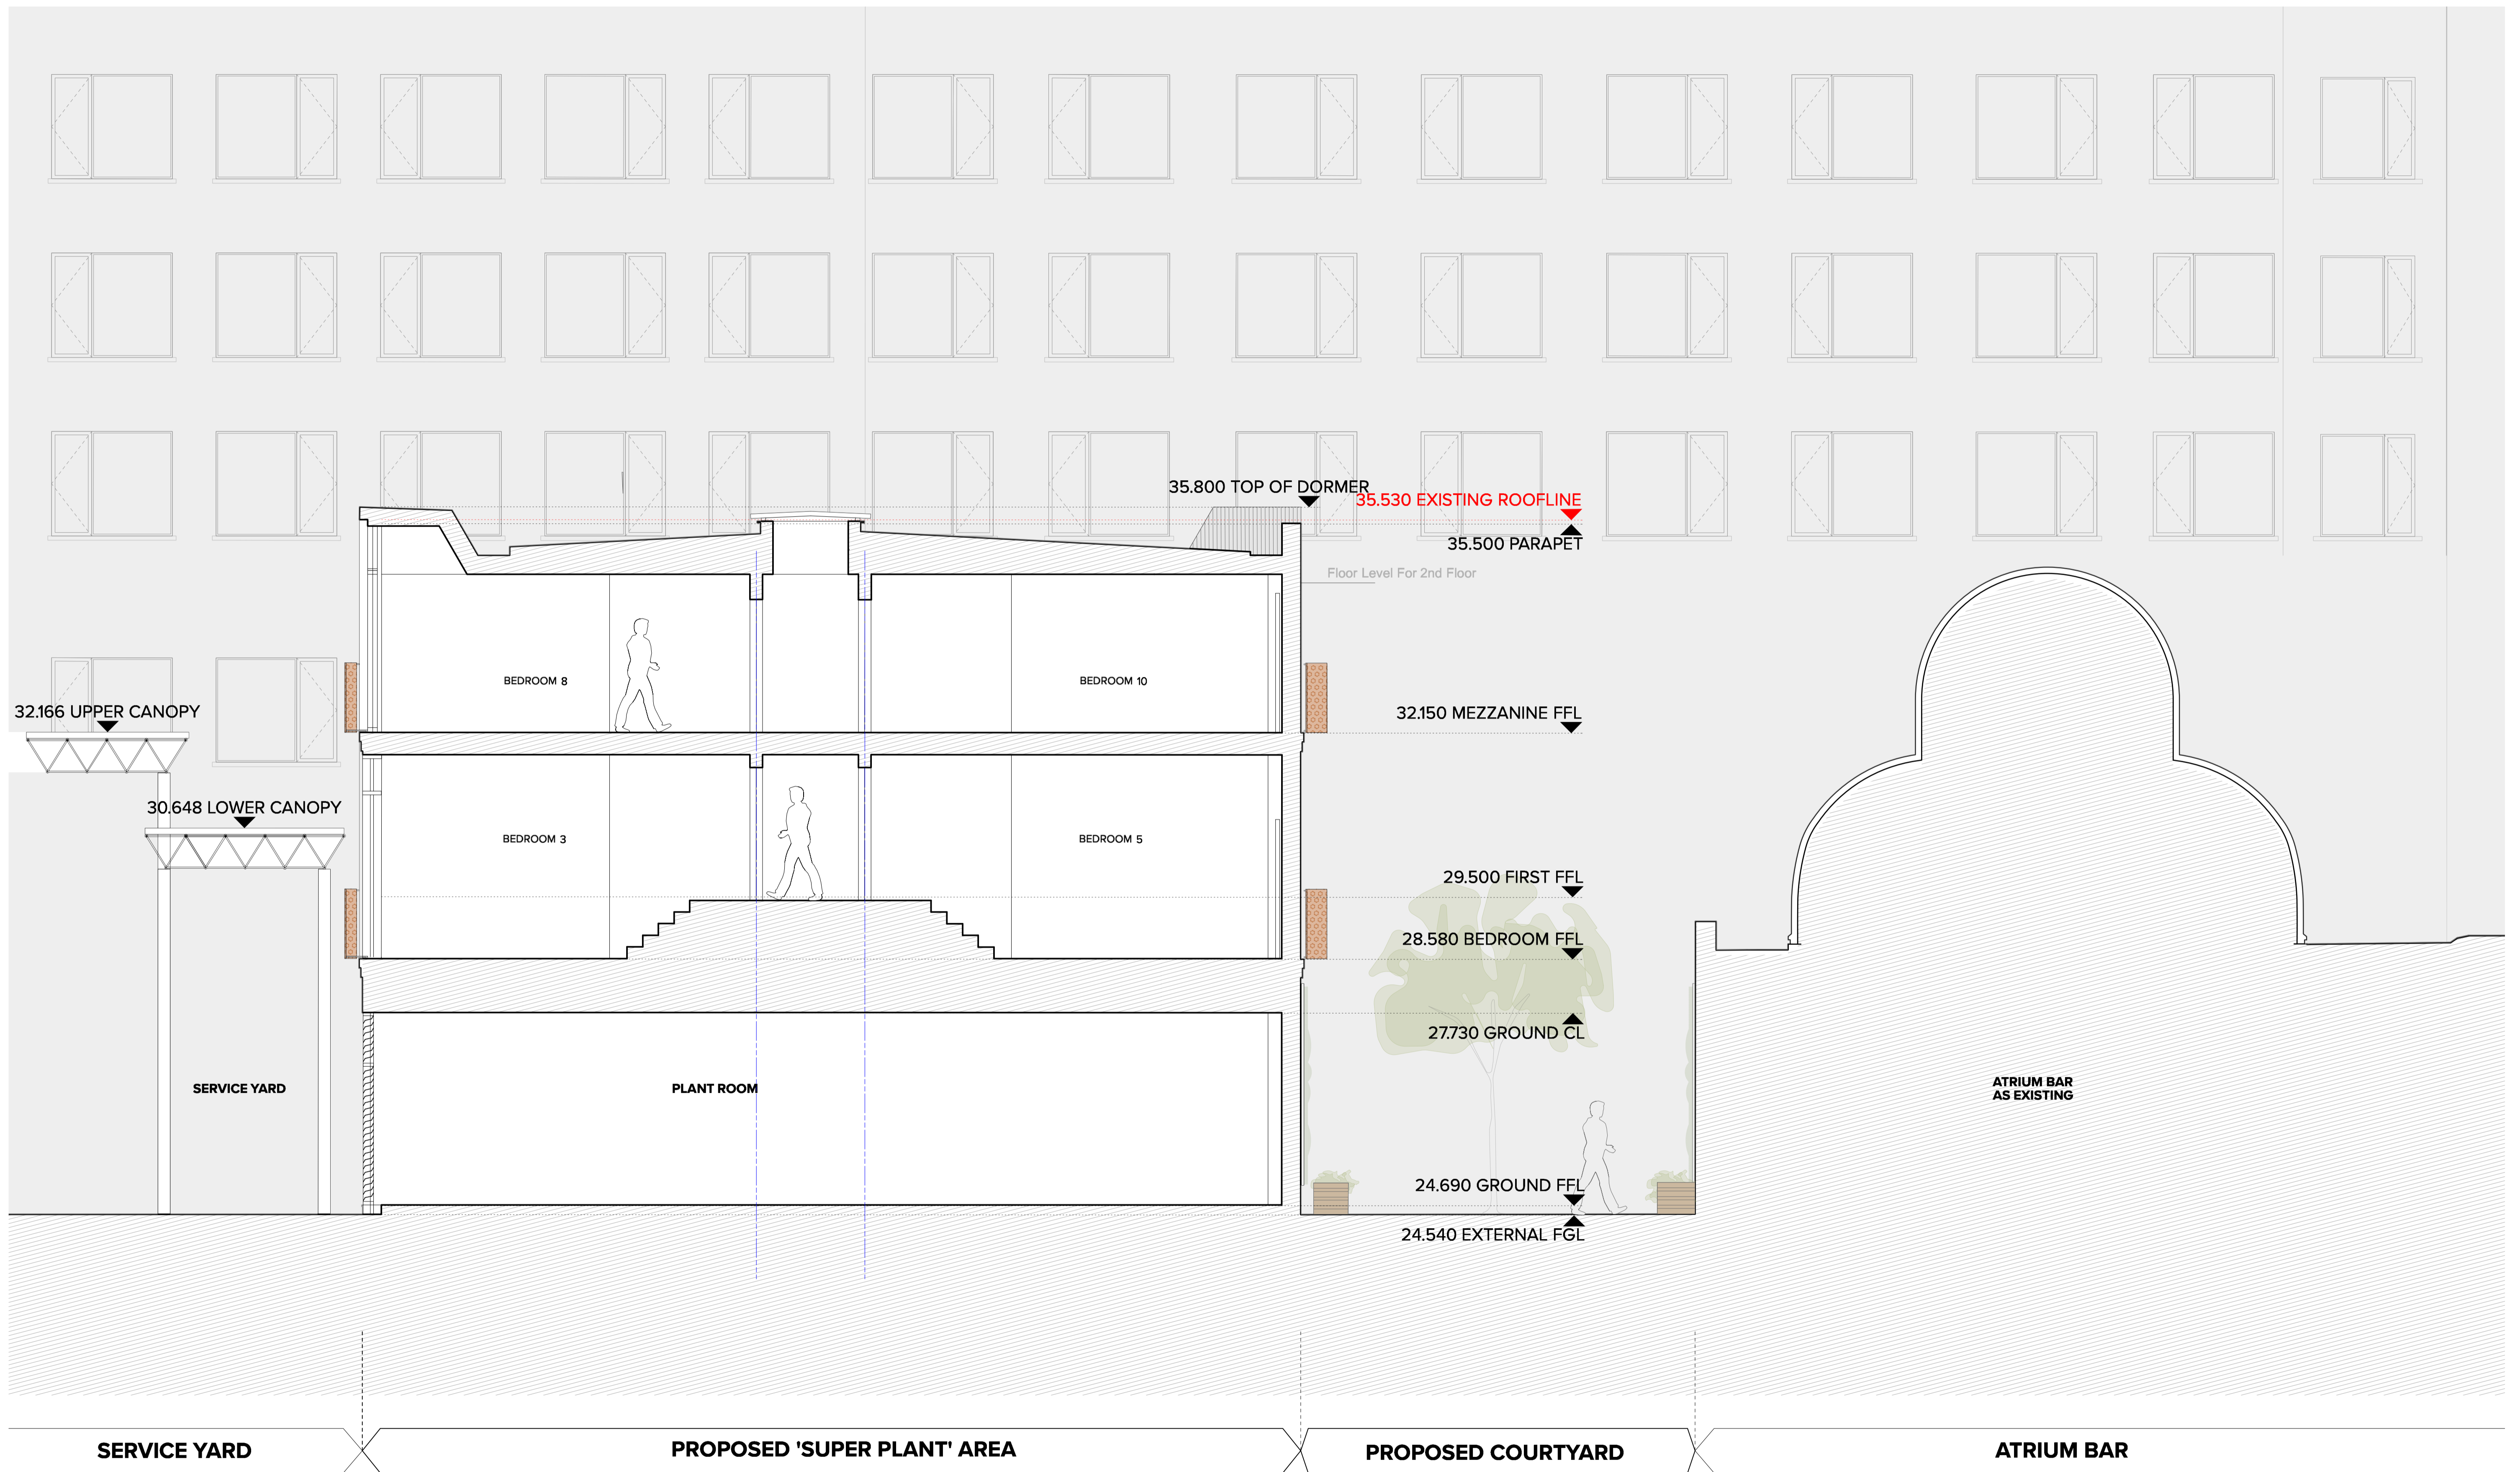 35.800 TOP OF DORMER
35.530 EXISTING ROOFLINE
35.500 PARAPET
Floor Level For 2nd Floor
BEDROOM 8
BEDROOM 10
32.166 UPPER CANOPY
32.150 MEZZANINE FFL
30.648 LOWER CANOPY
BEDROOM 3
BEDROOM 5
29.500 FIRST FFL
28.580 BEDROOM FFL
27.730 GROUND CL
SERVICE YARD
PLANT ROOM
ATRIUM BAR
AS EXISTING
24.690 GROUND FFL
24.540 EXTERNAL FGL
SERVICE YARD
PROPOSED 'SUPER PLANT' AREA
PROPOSED COURTYARD
ATRIUM BAR